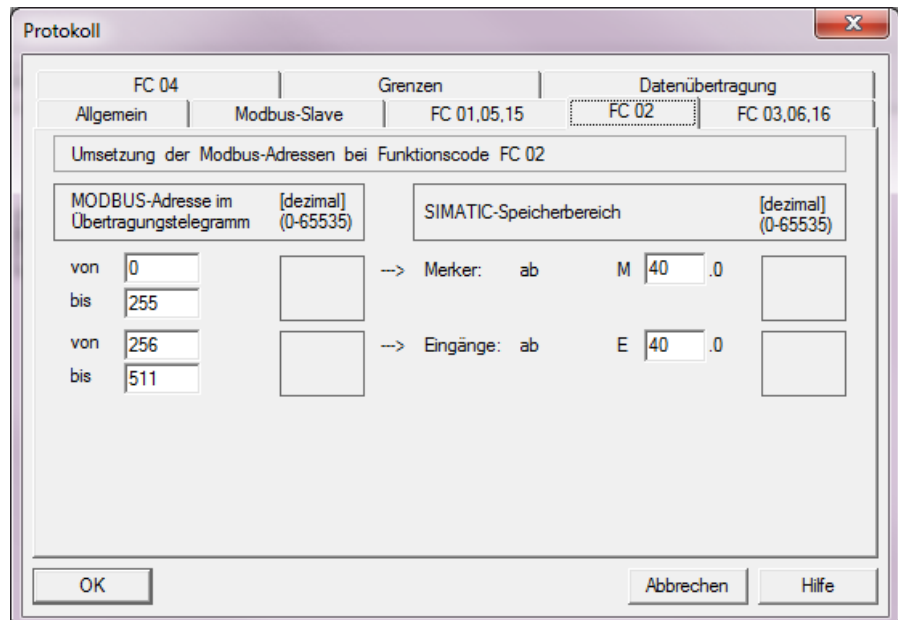 Protokoll
X
FC 04 Grenzen Datenübertragung
Allgemein Modbus-Slave FC 01,05,15 FC 02 FC 03,06,16
Umsetzung der Modbus-Adressen bei Funktionscode FC 02
MODBUS-Adresse im [dezimal]
Übertragungstelegramm (0-65535)
SIMATIC-Speicherbereich [dezimal]
(0-65535)
von 0 ---> Merker: ab M 40 .0
bis 255
von 256 ---> Eingänge: ab E 40 .0
bis 511
OK Abbrechen Hilfe